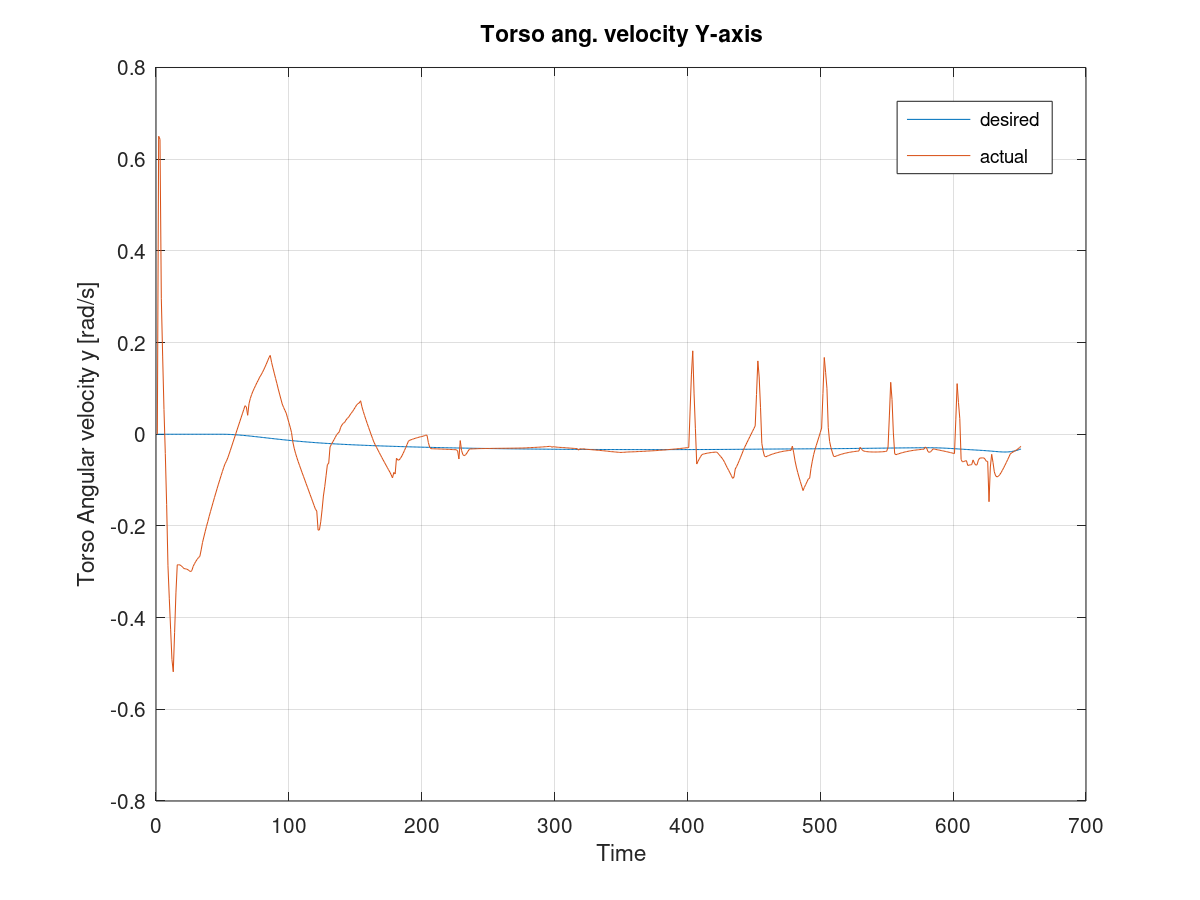 Torso ang. velocity Y-axis
desired
actual
Torso Angular velocity y [rad/s]
0.8
0.6
0.4
0.2
0
-0.2
-0.4
-0.6
-0.8
0 100 200 300 400 500 600 700
Time